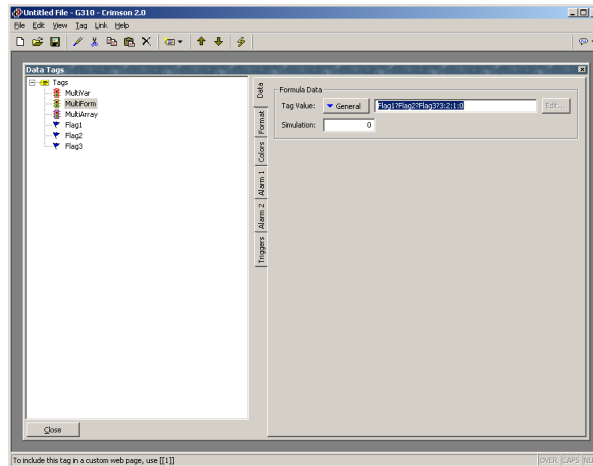 Untitled File - G310 - Crimson 2.0
File Edit View Tag Link Help
Data Tags
Tags
MultiVar
MultiForm
MultiArray
Flag1
Flag2
Flag3
Data
Format
Colors
Alarm 1
Alarm 2
Triggers
Formula Data
Tag Value: General Flag1?Flag2?Flag3?3:2:1:0 Edit...
Simulation: 0
Close
To include this tag in a custom web page, use [[1]]
OVER CAPS NU